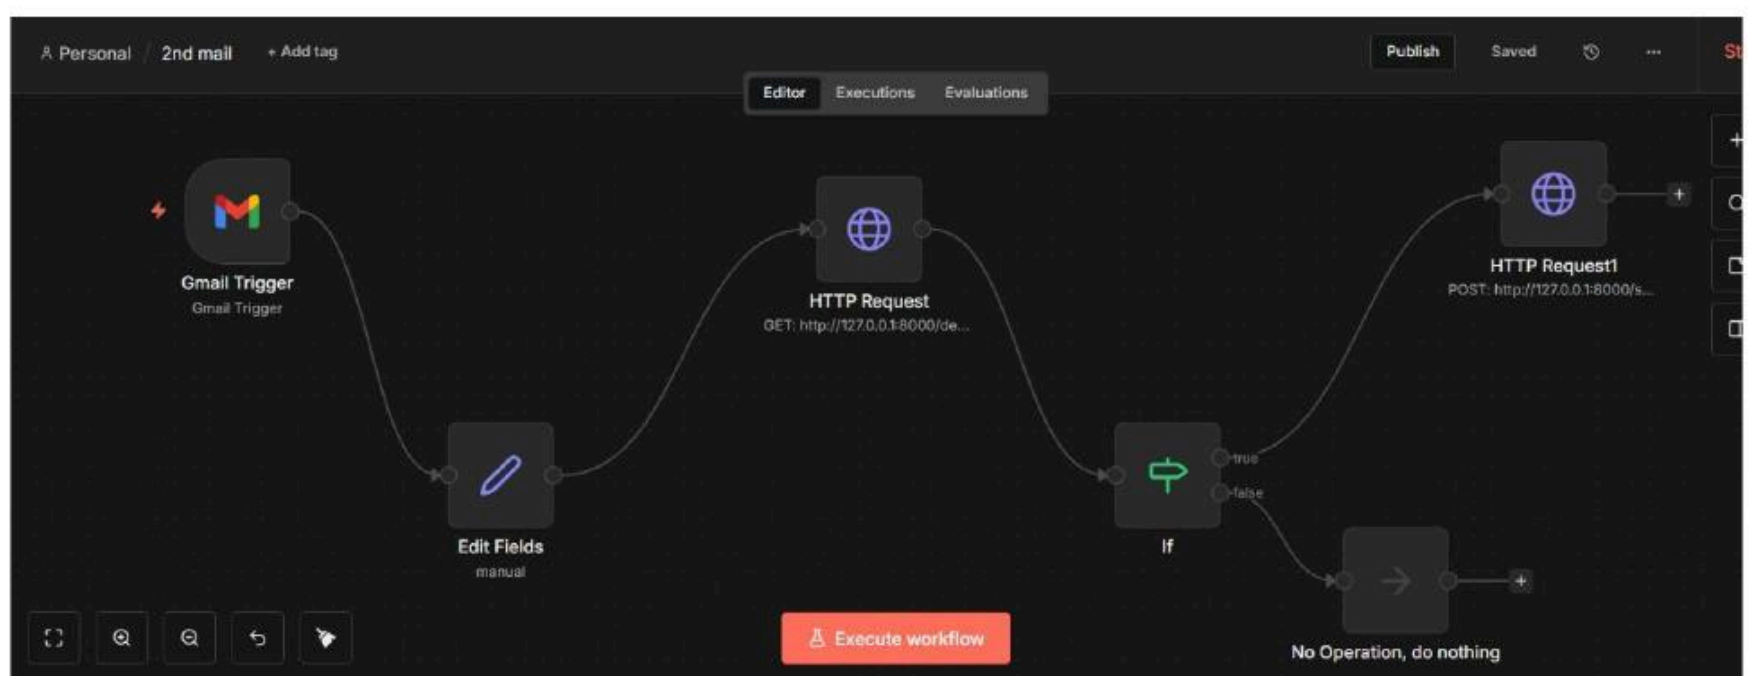 Personal / 2nd mail + Add tag
Publish Saved ...
Editor Executions Evaluations
Gmail Trigger
Gmail Trigger
HTTP Request
GET: http://127.0.0.1:8000/de...
HTTP Request1
POST: http://127.0.0.1:8000/s...
Edit Fields
manual
true
false
If
Execute workflow
No Operation, do nothing